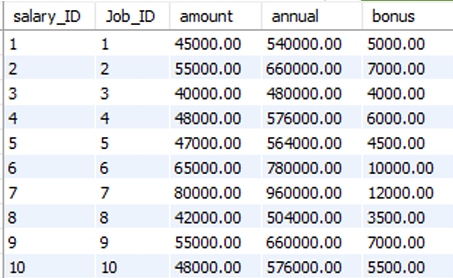 salary_ID Job_ID amount annual bonus
1 1 45000.00 540000.00 5000.00
2 2 55000.00 660000.00 7000.00
3 3 40000.00 480000.00 4000.00
4 4 48000.00 576000.00 6000.00
5 5 47000.00 564000.00 4500.00
6 6 65000.00 780000.00 10000.00
7 7 80000.00 960000.00 12000.00
8 8 42000.00 504000.00 3500.00
9 9 55000.00 660000.00 7000.00
10 10 48000.00 576000.00 5500.00